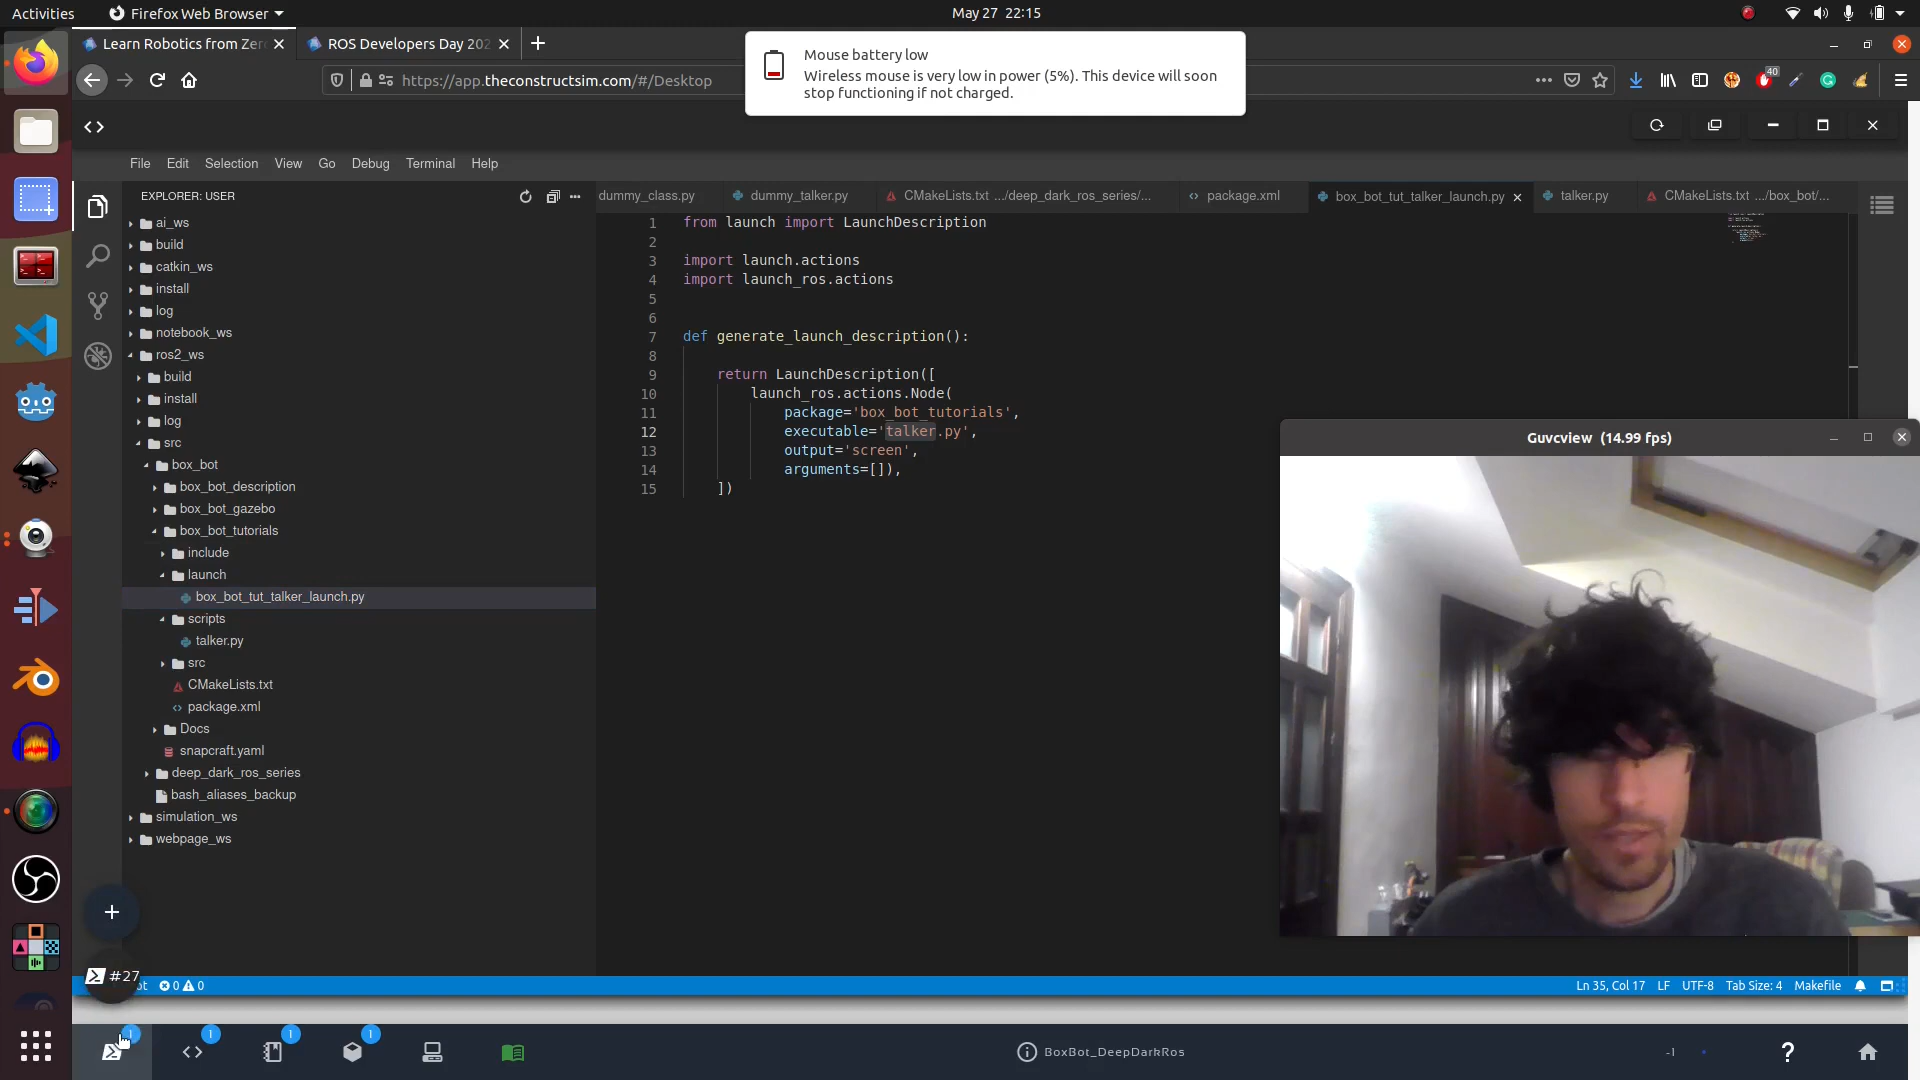 Activities
Firefox Web Browser
May 27 22:15
Learn Robotics from Zer
ROS Developers Day 202
https://app.theconstructsim.com/#/Desktop
40
Mouse battery low
Wireless mouse is very low in power (5%). This device will soon
stop functioning if not charged.
File Edit Selection View Go Debug Terminal Help
EXPLORER: USER
ai_ws
build
catkin_ws
install
log
notebook_ws
ros2_ws
build
install
log
src
box_bot
box_bot_description
box_bot_gazebo
box_bot_tutorials
include
launch
box_bot_tut_talker_launch.py
scripts
talker.py
src
CMakeLists.txt
package.xml
Docs
snapcraft.yaml
deep_dark_ros_series
bash_aliases_backup
simulation_ws
webpage_ws
dummy_class.py
dummy_talker.py
CMakeLists.txt .../deep_dark_ros_series/...
package.xml
box_bot_tut_talker_launch.py
talker.py
CMakeLists.txt .../box_bot/...
1 from launch import LaunchDescription
2
3 import launch.actions
4 import launch_ros.actions
5
6
7 def generate_launch_description():
8
9 return LaunchDescription([
10 launch_ros.actions.Node(
11 package='box_bot_tutorials',
12 executable='talker.py',
13 output='screen',
14 arguments=[]),
15 ])
Guvcview (14.99 fps)
#27
0 0
Ln 35, Col 17 LF UTF-8 Tab Size: 4 Makefile
1
1
1
1
BoxBot_DeepDarkRos
-1
?